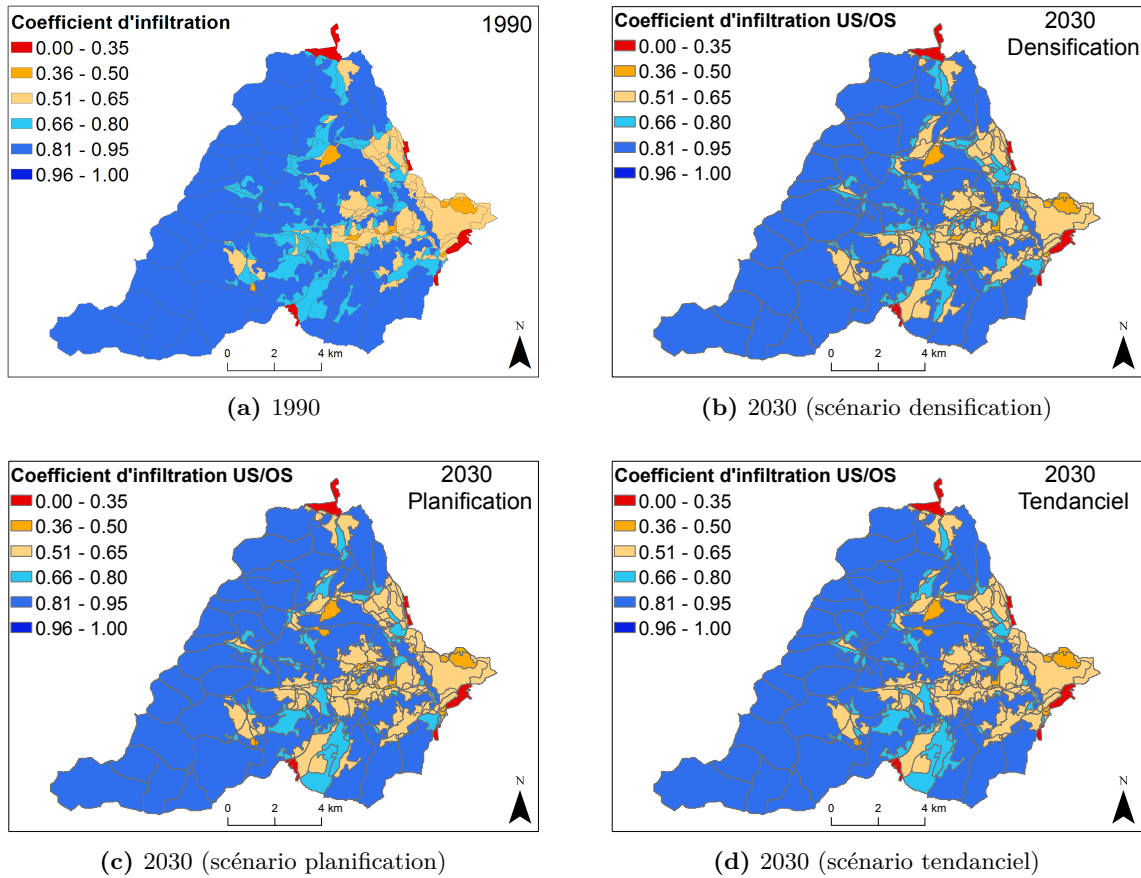 Coefficient d'infiltration
1990
0.00 - 0.35
0.36 - 0.50
0.51 - 0.65
0.66 - 0.80
0.81 - 0.95
0.96 - 1.00
N
0 2 4 km
(a) 1990
Coefficient d'infiltration US/OS
2030
Densification
0.00 - 0.35
0.36 - 0.50
0.51 - 0.65
0.66 - 0.80
0.81 - 0.95
0.96 - 1.00
N
0 2 4 km
(b) 2030 (scénario densification)
Coefficient d'infiltration US/OS
2030
Planification
0.00 - 0.35
0.36 - 0.50
0.51 - 0.65
0.66 - 0.80
0.81 - 0.95
0.96 - 1.00
N
0 2 4 km
(c) 2030 (scénario planification)
Coefficient d'infiltration US/OS
2030
Tendanciel
0.00 - 0.35
0.36 - 0.50
0.51 - 0.65
0.66 - 0.80
0.81 - 0.95
0.96 - 1.00
N
0 2 4 km
(d) 2030 (scénario tendanciel)